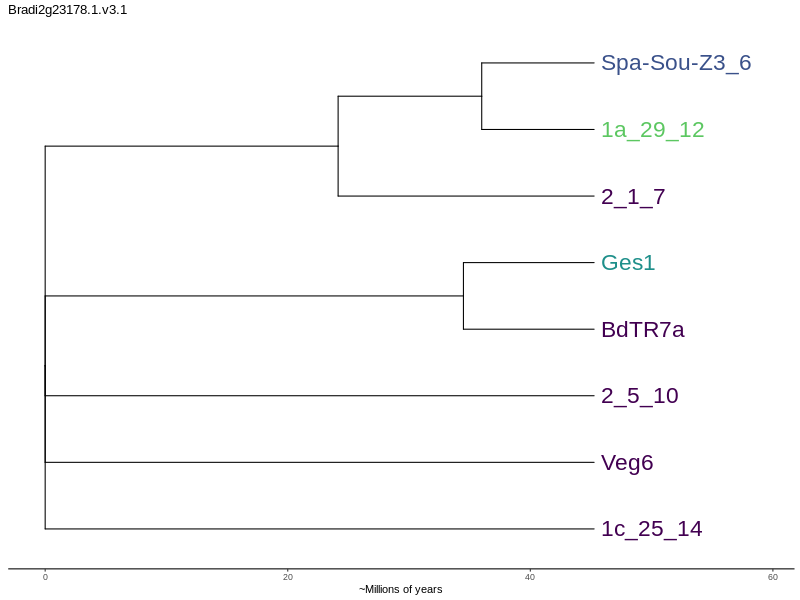 Bradi2g23178.1.v3.1
Spa-Sou-Z3_6
1a_29_12
2_1_7
Ges1
BdTR7a
2_5_10
Veg6
1c_25_14
0 20 40 60
~Millions of years